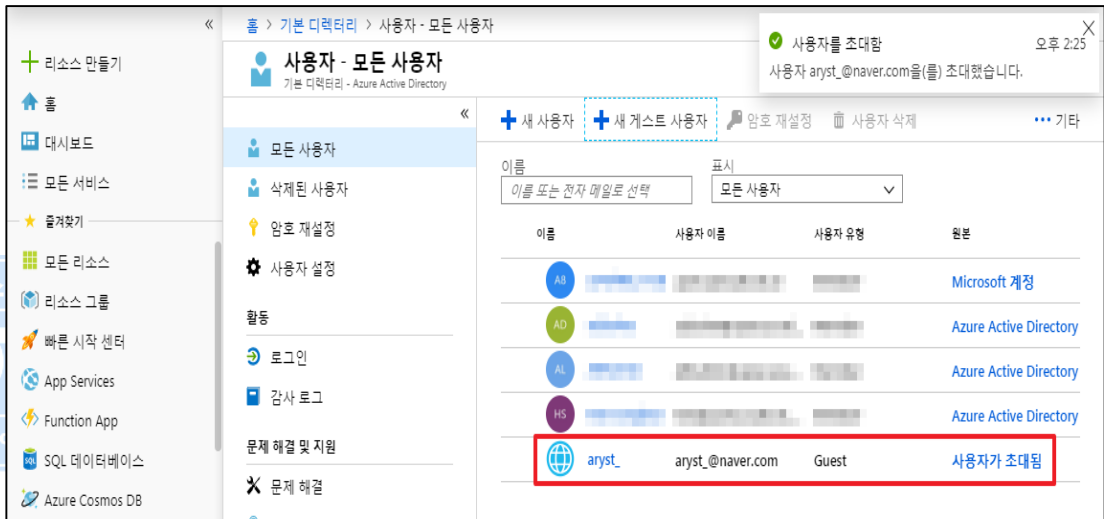 홈 > 기본 디렉터리 > 사용자 - 모든 사용자
사용자를 초대함
오후 2:25
사용자 aryst_@naver.com을(를) 초대했습니다.
리소스 만들기
홈
대시보드
모든 서비스
즐겨찾기
모든 리소스
리소스 그룹
빠른 시작 센터
App Services
Function App
SQL 데이터베이스
Azure Cosmos DB
사용자 - 모든 사용자
기본 디렉터리 - Azure Active Directory
모든 사용자
삭제된 사용자
암호 재설정
사용자 설정
활동
로그인
감사 로그
문제 해결 및 지원
문제 해결
새 사용자 새 게스트 사용자 암호 재설정 사용자 삭제 기타
이름 표시
이름 또는 전자 메일로 선택 모든 사용자
이름 사용자 이름 사용자 유형 원본
AB Microsoft 계정
AD Azure Active Directory
AL Azure Active Directory
HS Azure Active Directory
aryst_ aryst_@naver.com Guest 사용자가 초대됨